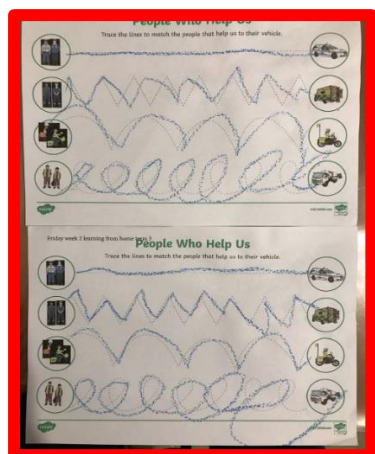 People Who Help Us
Trace the lines to match the people that help us to their vehicle.
Friday week 2 learning from home term 3
People Who Help Us
Trace the lines to match the people that help us to their vehicle.